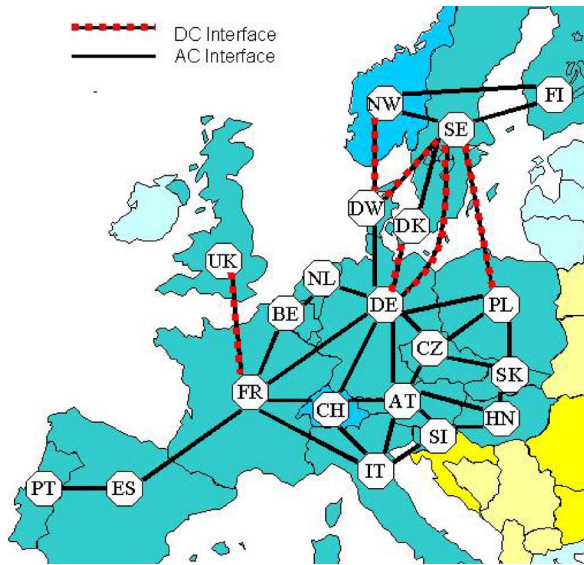 DC Interface
AC Interface
NW
FI
SE
DW
DK
UK
NL
DE
PL
BE
CZ
SK
FR
CH
AT
HN
SI
IT
PT
ES